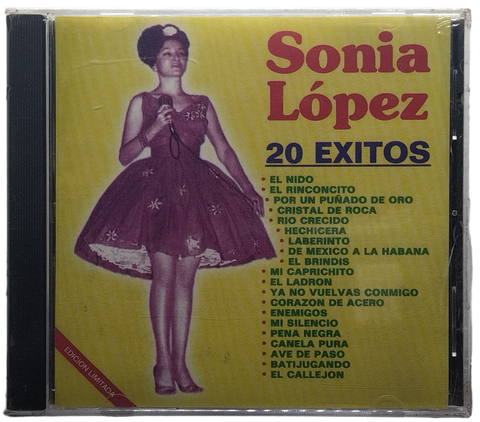 Sonia
López
20 EXITOS
• EL NIDO
• EL RINCONCITO
• POR UN PUÑADO DE ORO
• CRISTAL DE ROCA
• RIO CRECIDO
• HECHICERA
• LABERINTO
• DE MEXICO A LA HABANA
• EL BRINDIS
• MI CAPRICHITO
• EL LADRON
• YA NO VUELVAS CONMIGO
• CORAZON DE ACERO
• ENEMIGOS
• MI SILENCIO
• PENA NEGRA
• CANELA PURA
• AVE DE PASO
• BATIJUGANDO
• EL CALLEJON
EDICION LIMITADA